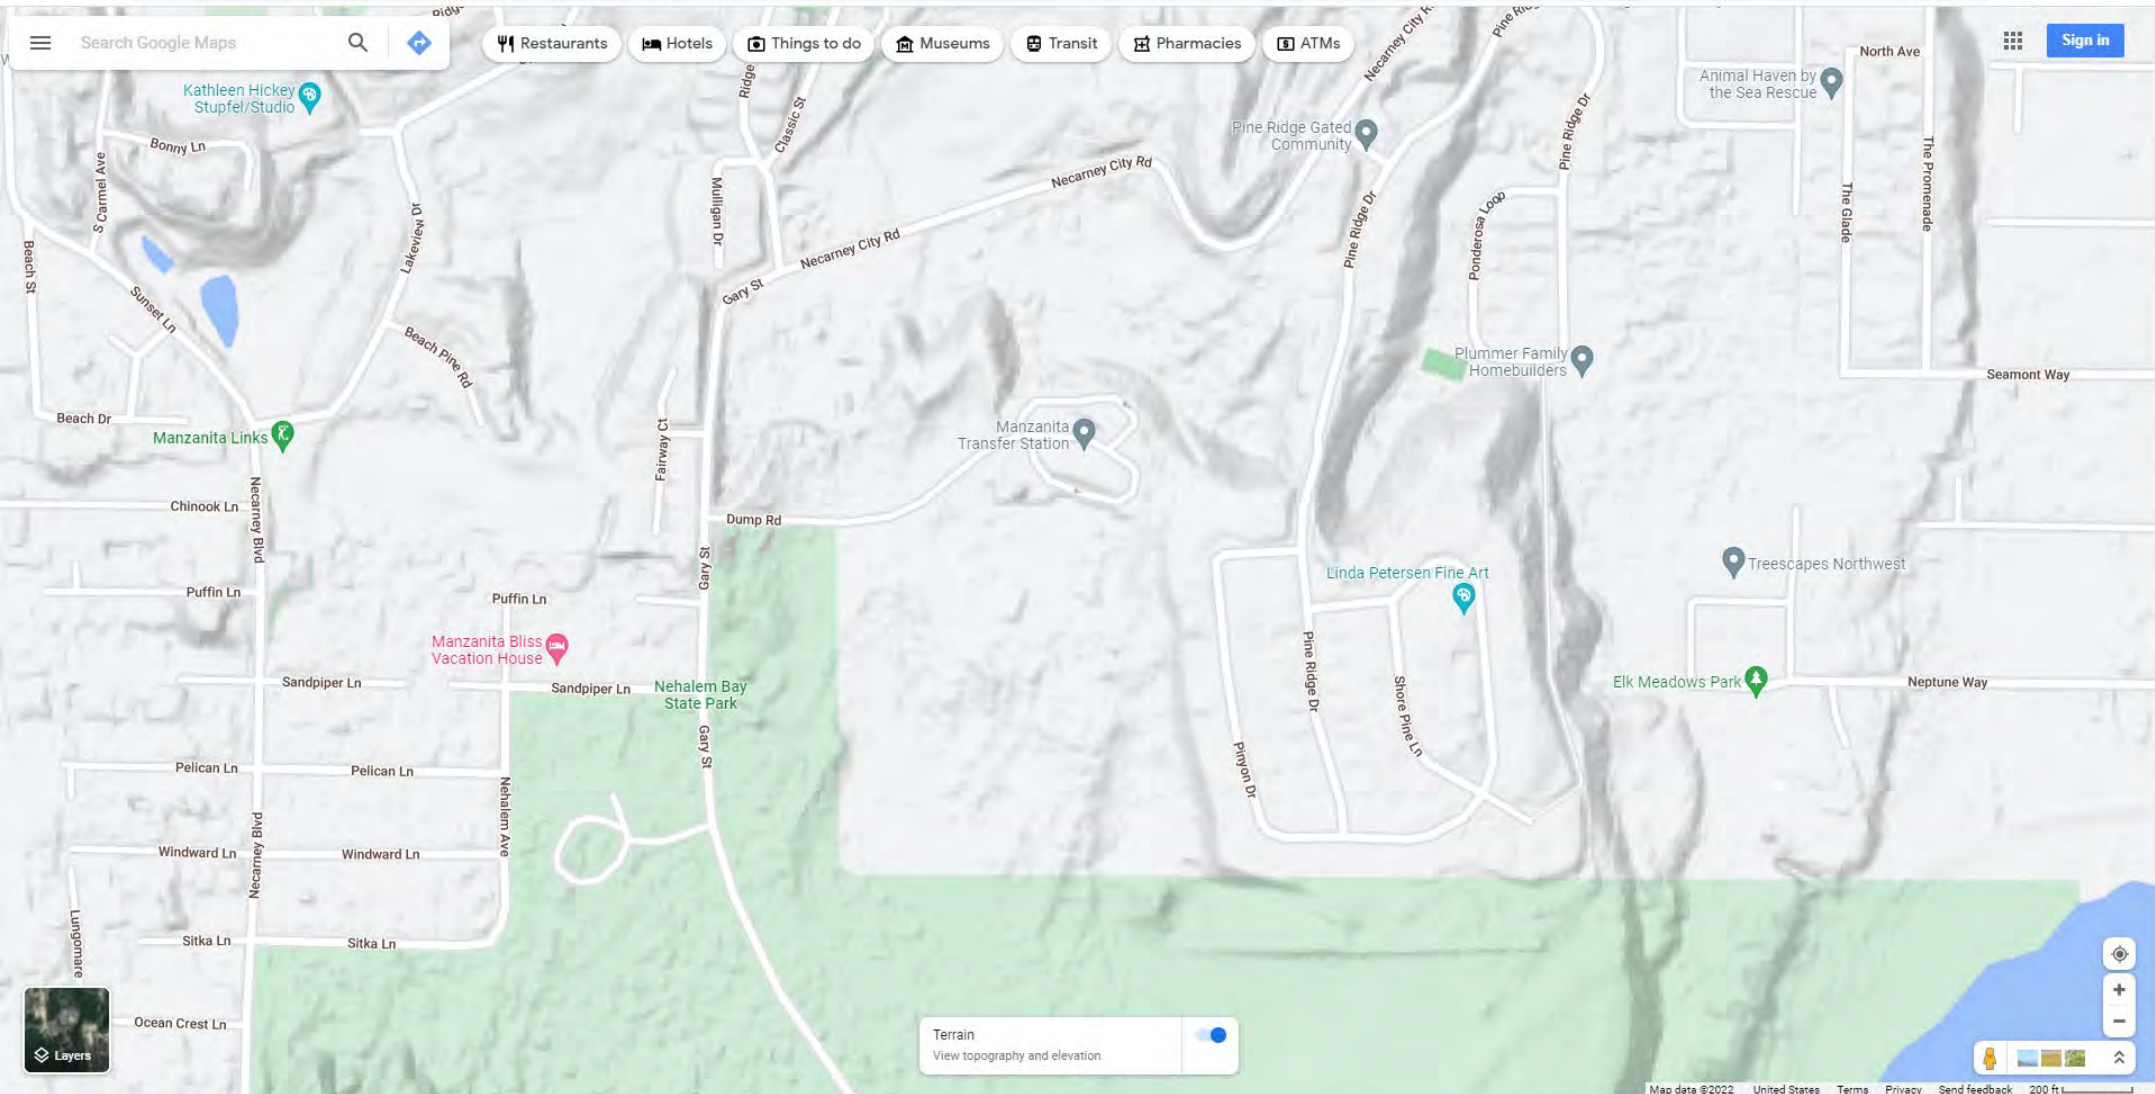 Ridge
Search Google Maps
Restaurants
Hotels
Things to do
Museums
Transit
Pharmacies
ATMs
Sign in
Necarney City R
Pine Ridge
North Ave
Animal Haven by
the Sea Rescue
Kathleen Hickey
Stupfel/Studio
Ridge
Classic St
Pine Ridge Gated
Community
Pine Ridge Dr
Bonny Ln
S Carmel Ave
Mulligan Dr
Necarney City Rd
The Promenade
The Glade
Lakeview Dr
Necarney City Rd
Pine Ridge Dr
Ponderosa Loop
Beach St
Sunset Ln
Gary St
Beach Pine Rd
Plummer Family
Homebuilders
Seamont Way
Beach Dr
Manzanita Links
Fairway Ct
Manzanita
Transfer Station
Chinook Ln
Necarney Blvd
Dump Rd
Gary St
Linda Petersen Fine Art
Treescapes Northwest
Puffin Ln
Puffin Ln
Manzanita Bliss
Vacation House
Sandpiper Ln
Sandpiper Ln
Nehalem Bay
State Park
Pine Ridge Dr
Shore Pine Ln
Elk Meadows Park
Neptune Way
Gary St
Pelican Ln
Pelican Ln
Pinyon Dr
Nehalem Ave
Windward Ln
Windward Ln
Necarney Blvd
Lungomare
Sitka Ln
Sitka Ln
Ocean Crest Ln
Layers
Terrain
View topography and elevation
Map data ©2022
United States
Terms
Privacy
Send feedback
200 ft